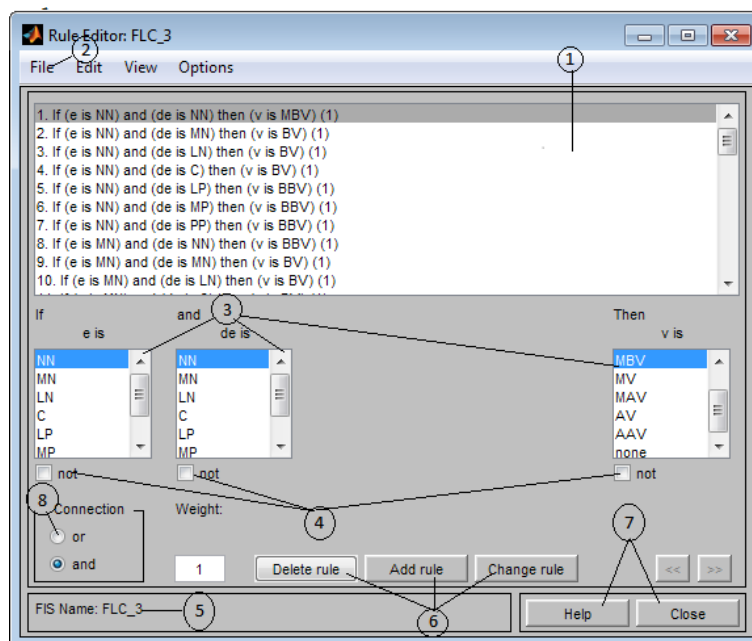 Rule Editor: FLC_3
2
1
File Edit View Options
1. If (e is NN) and (de is NN) then (v is MBV) (1)
2. If (e is NN) and (de is MN) then (v is BV) (1)
3. If (e is NN) and (de is LN) then (v is BV) (1)
4. If (e is NN) and (de is C) then (v is BV) (1)
5. If (e is NN) and (de is LP) then (v is BBV) (1)
6. If (e is NN) and (de is MP) then (v is BBV) (1)
7. If (e is NN) and (de is PP) then (v is BBV) (1)
8. If (e is MN) and (de is NN) then (v is BBV) (1)
9. If (e is MN) and (de is MN) then (v is BV) (1)
10. If (e is MN) and (de is LN) then (v is BV) (1)
If and 3 Then
e is de is v is
NN NN MBV
MN MN MV
LN LN MAV
C C AV
LP LP AAV
MP MP none
not not not
8 4 7
Connection Weight:
or
and 1 Delete rule Add rule Change rule << >>
FIS Name: FLC_3 5 6 Help Close